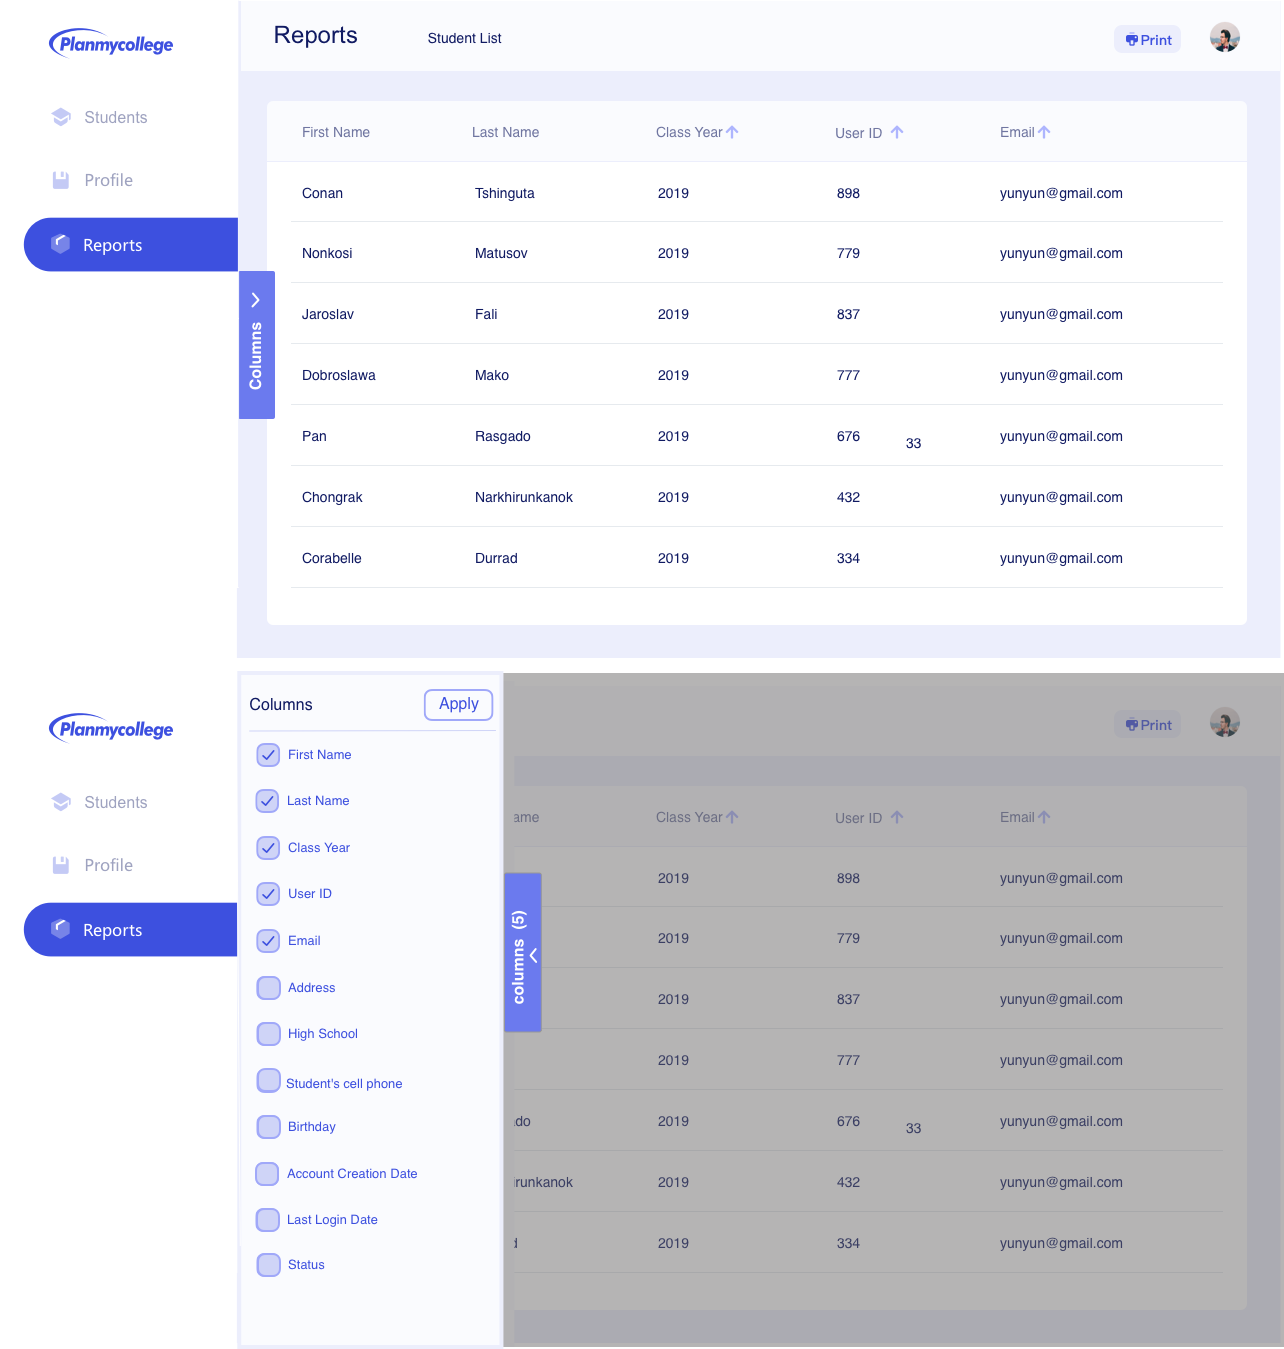 Planmycollege
Reports Student List Print
Students
Profile
Reports
Columns
First Name Last Name Class Year User ID Email
Conan Tshinguta 2019 898 yunyun@gmail.com
Nonkosi Matusov 2019 779 yunyun@gmail.com
Jaroslav Fali 2019 837 yunyun@gmail.com
Dobroslawa Mako 2019 777 yunyun@gmail.com
Pan Rasgado 2019 676 33 yunyun@gmail.com
Chongrak Narkhirunkanok 2019 432 yunyun@gmail.com
Corabelle Durrad 2019 334 yunyun@gmail.com
Planmycollege
Students
Profile
Reports
Columns Apply
First Name
Last Name
Class Year
User ID
Email
Address
High School
Student's cell phone
Birthday
Account Creation Date
Last Login Date
Status
columns (5)
Print
ame Class Year User ID Email
2019 898 yunyun@gmail.com
2019 779 yunyun@gmail.com
2019 837 yunyun@gmail.com
2019 777 yunyun@gmail.com
do 2019 676 33 yunyun@gmail.com
irunkanok 2019 432 yunyun@gmail.com
d 2019 334 yunyun@gmail.com